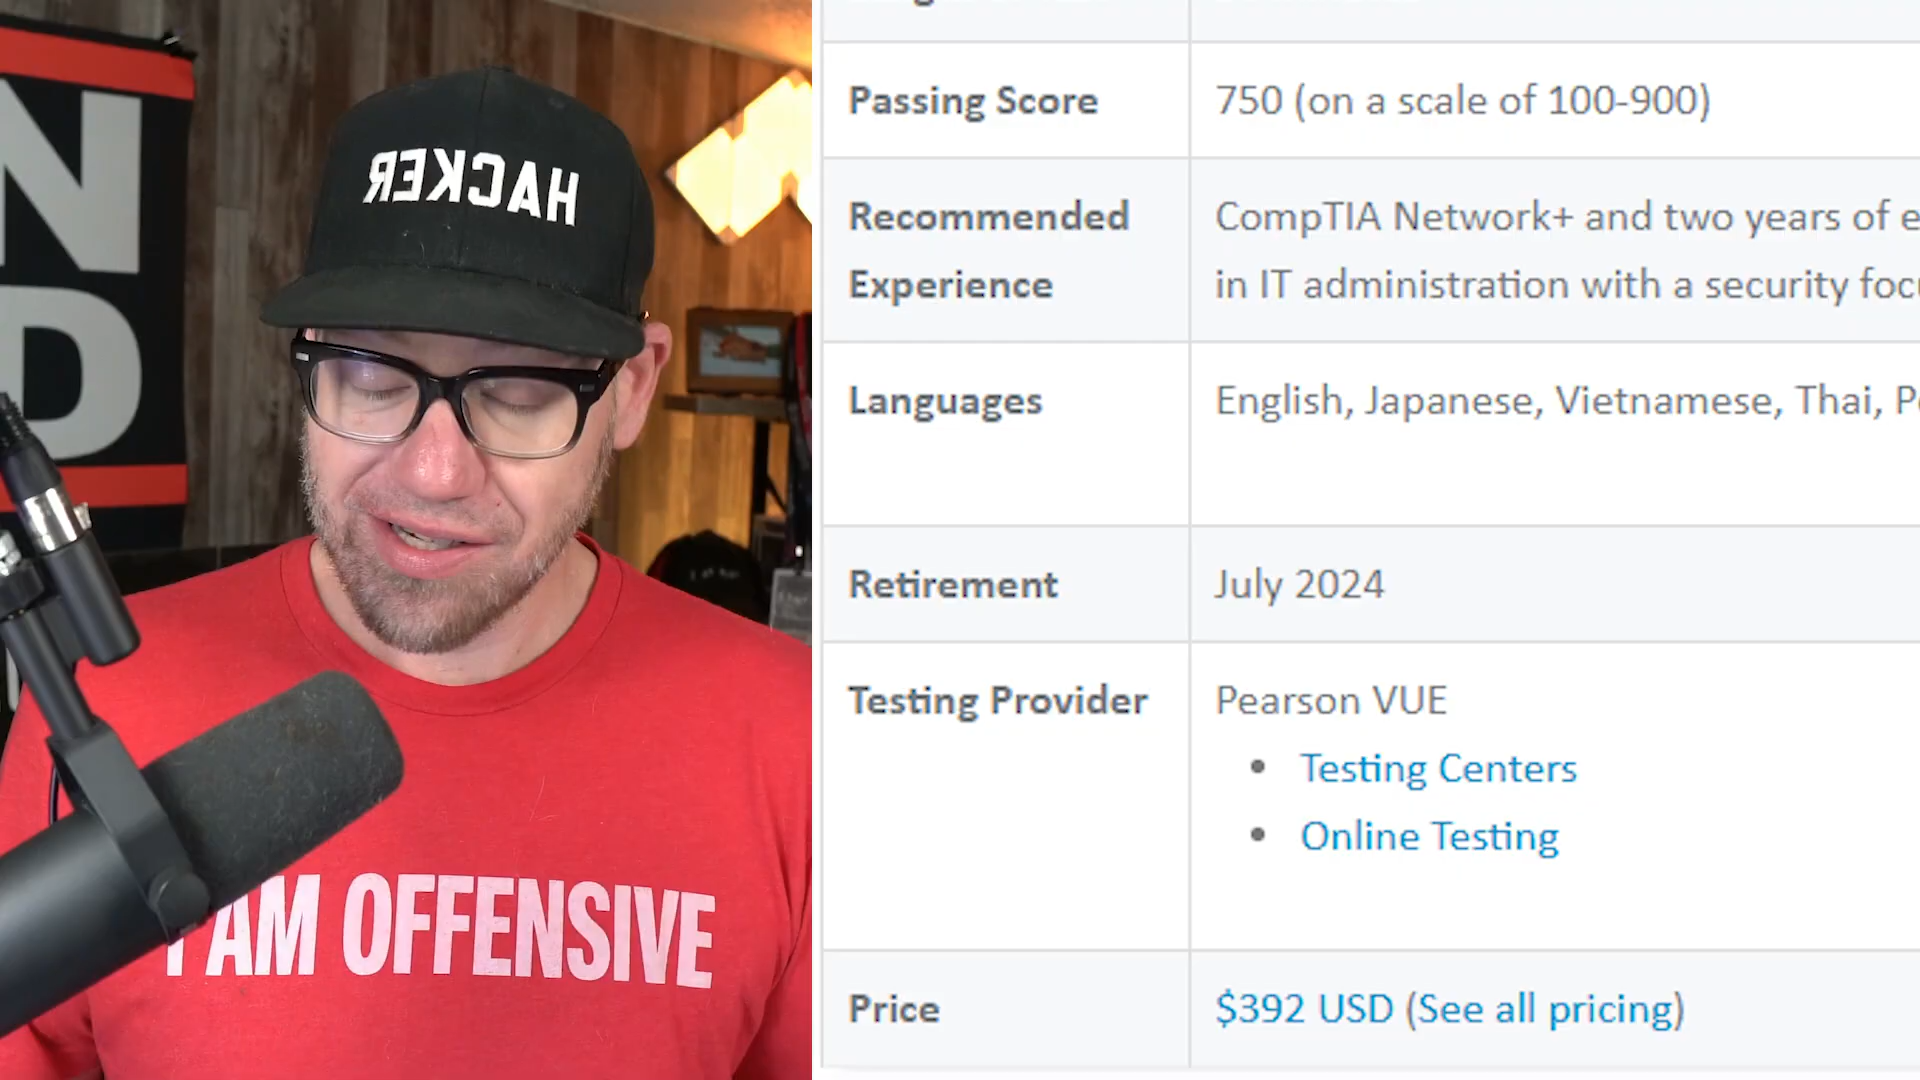 N
D
HACKER
I AM OFFENSIVE
Passing Score
750 (on a scale of 100-900)
Recommended
Experience
CompTIA Network+ and two years of e
in IT administration with a security focu
Languages
English, Japanese, Vietnamese, Thai, Po
Retirement
July 2024
Testing Provider
Pearson VUE
• Testing Centers
• Online Testing
Price
$392 USD (See all pricing)